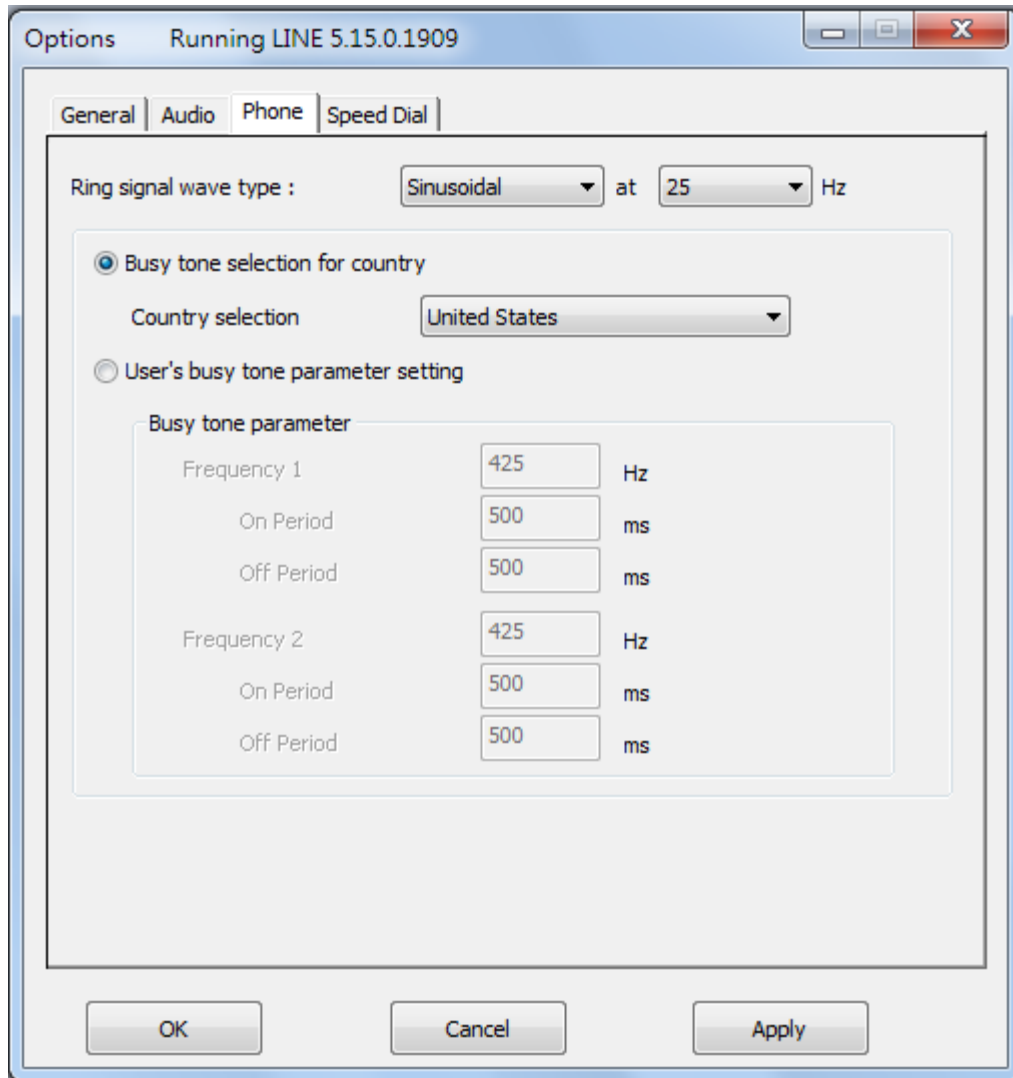 Options Running LINE 5.15.0.1909
General Audio Phone Speed Dial
Ring signal wave type : Sinusoidal at 25 Hz
Busy tone selection for country
Country selection United States
User's busy tone parameter setting
Busy tone parameter
Frequency 1 425 Hz
On Period 500 ms
Off Period 500 ms
Frequency 2 425 Hz
On Period 500 ms
Off Period 500 ms
OK Cancel Apply